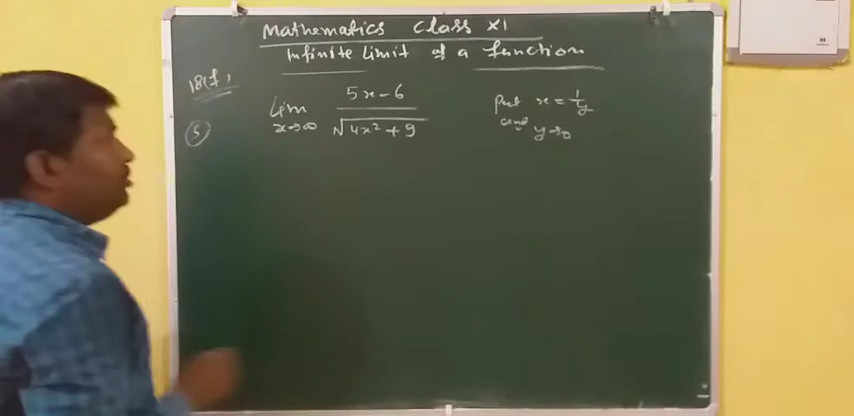 Mathematics Class XI
Infinite Limit of a function
18(f)
5
Lim x→∞ 5x-6 / √4x²+9
Put x = 1/y
and y→0